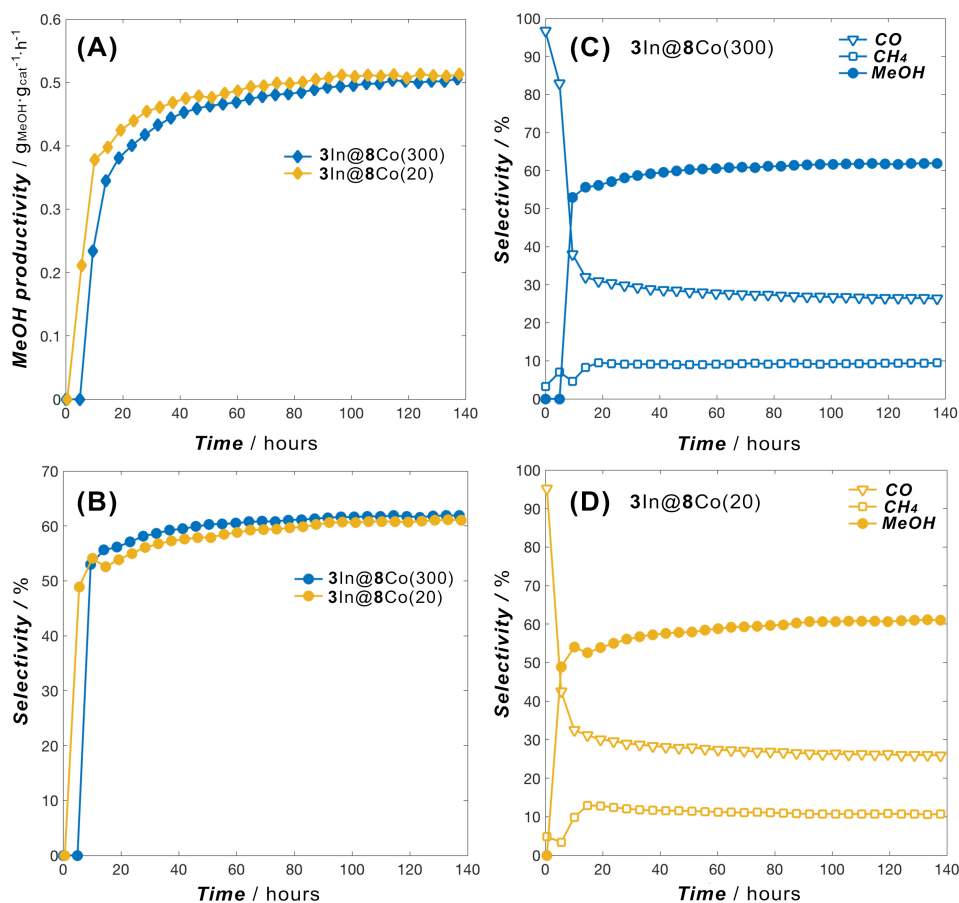 (A)
MeOH productivity / gMeOH·gcat⁻¹·h⁻¹
0.6
0.5
0.4
0.3
0.2
0.1
0
3In@8Co(300)
3In@8Co(20)
0 20 40 60 80 100 120 140
Time / hours
(C) 3In@8Co(300)
CO
CH₄
MeOH
Selectivity / %
100
90
80
70
60
50
40
30
20
10
0
0 20 40 60 80 100 120 140
Time / hours
(B)
Selectivity / %
70
60
50
40
30
20
10
0
3In@8Co(300)
3In@8Co(20)
0 20 40 60 80 100 120 140
Time / hours
(D) 3In@8Co(20)
CO
CH₄
MeOH
Selectivity / %
100
90
80
70
60
50
40
30
20
10
0
0 20 40 60 80 100 120 140
Time / hours